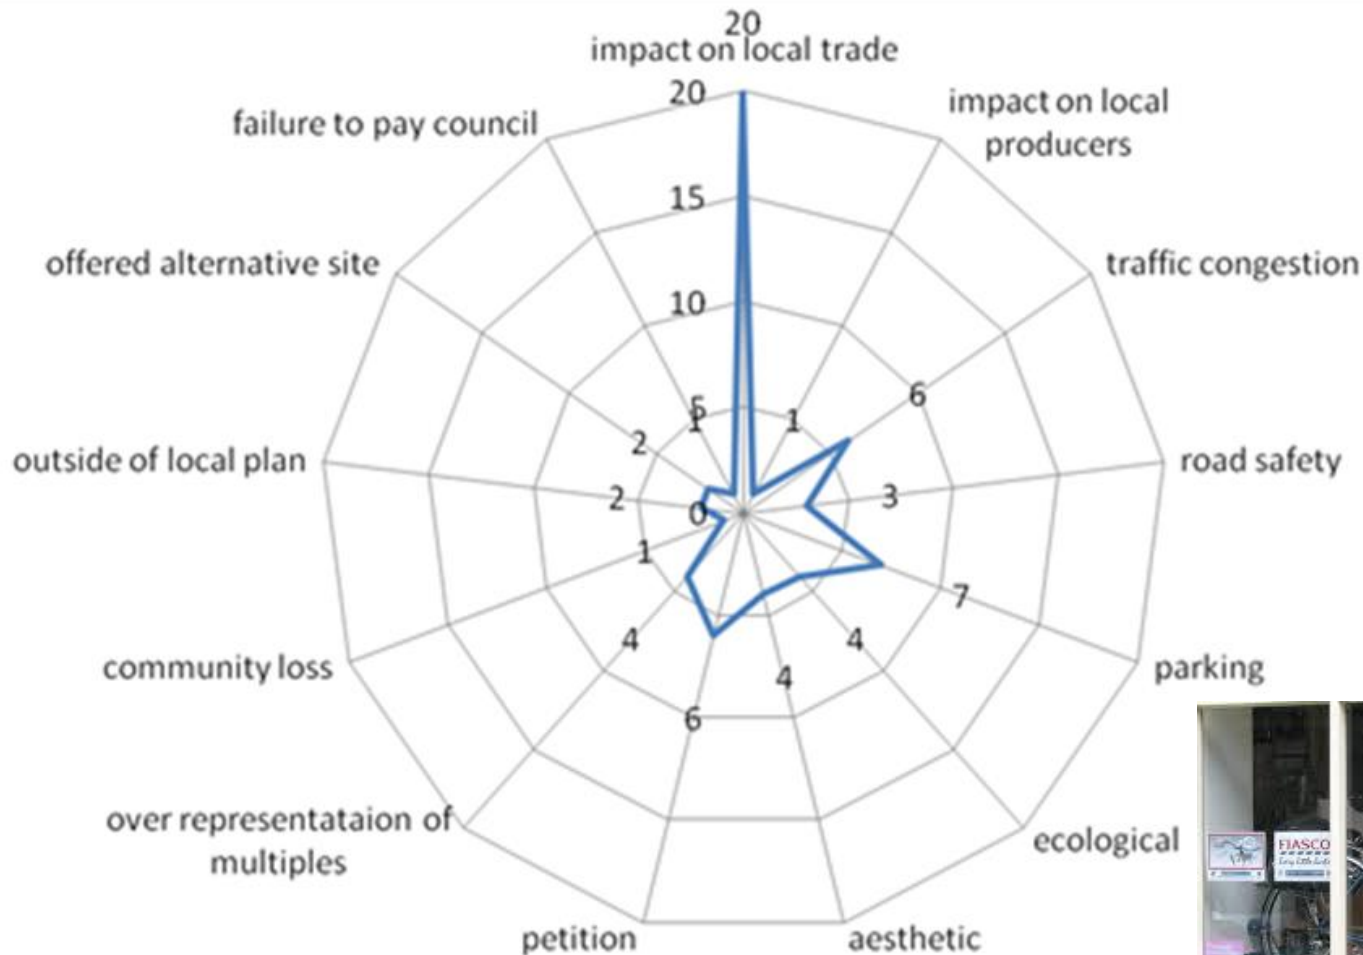 20
impact on local trade
20
failure to pay council
impact on local
producers
15
offered alternative site
traffic congestion
10
6
5
1
1
2
outside of local plan
road safety
2
3
0
1
7
community loss
4
4
parking
4
6
over representataion of
multiples
ecological
FIASCO
petition
aesthetic